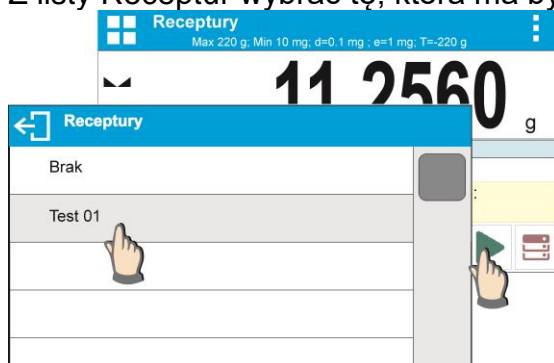 Z listy Receptur wybrać tę, która ma by
Receptury
Max 220 g; Min 10 mg; d=0.1 mg ; e=1 mg; T=-220 g
11.2560 g
Receptury
Brak
:
Test 01